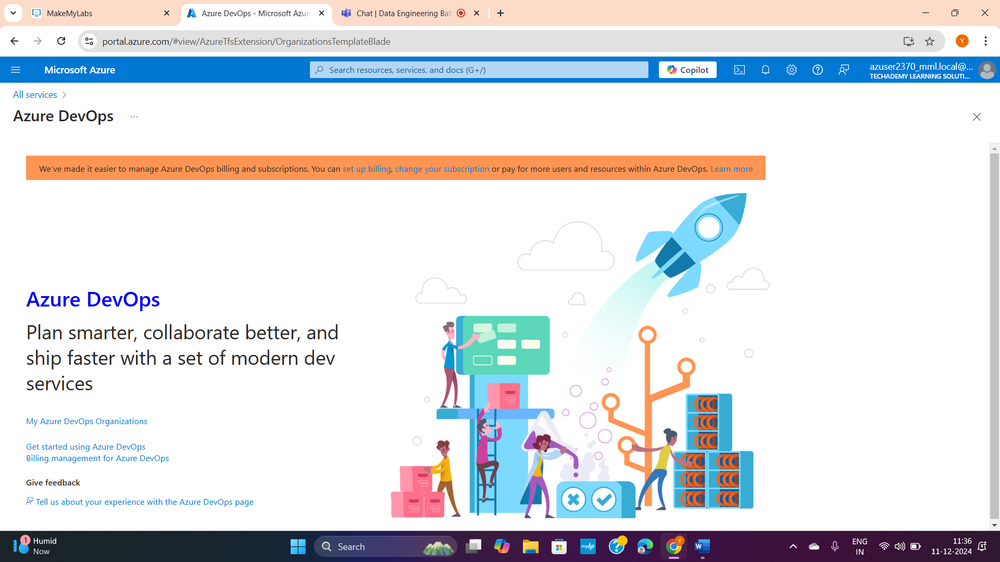 MakeMyLabs
Azure DevOps - Microsoft Azure
Chat | Data Engineering Bat
portal.azure.com/#view/AzureTfsExtension/OrganizationsTemplateBlade
Y
Microsoft Azure
Search resources, services, and docs (G+/)
Copilot
azuser2370_mml.local@...
TECHADEMY LEARNING SOLUTI...
All services
Azure DevOps
...
We've made it easier to manage Azure DevOps billing and subscriptions. You can set up billing, change your subscription or pay for more users and resources within Azure DevOps. Learn more
Azure DevOps
Plan smarter, collaborate better, and
ship faster with a set of modern dev
services
My Azure DevOps Organizations
Get started using Azure DevOps
Billing management for Azure DevOps
Give feedback
Tell us about your experience with the Azure DevOps page
1
Humid
Now
Search
myhp
Y
W
ENG
IN
11:36
11-12-2024